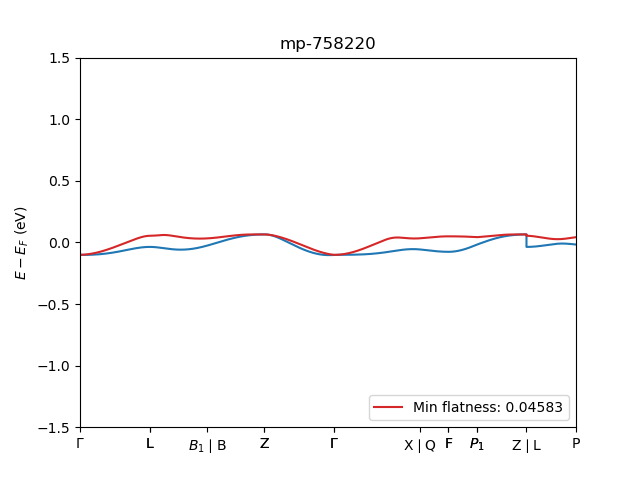 mp-758220
1.5
1.0
0.5
0.0
−0.5
−1.0
−1.5
E − E_F (eV)
Min flatness: 0.04583
Γ L B₁ | B Z Γ X | Q F P₁ Z | L P